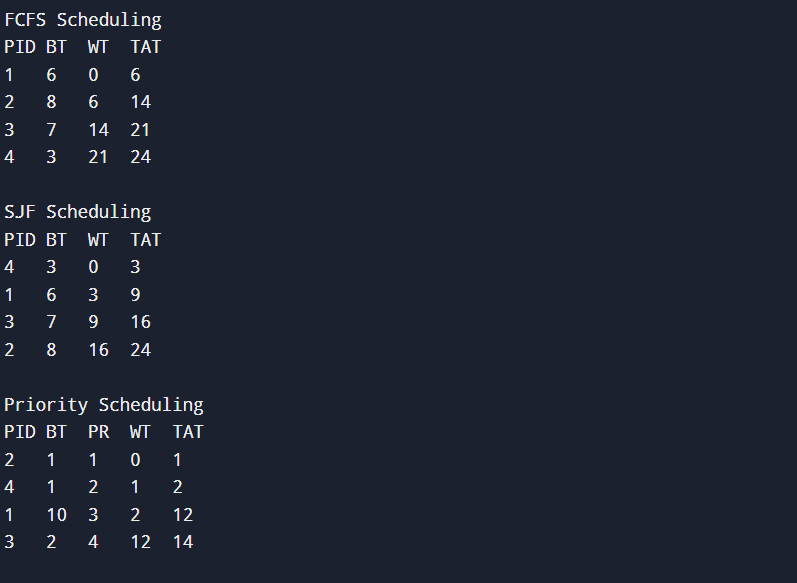 FCFS Scheduling
PID BT  WT  TAT
1   6   0   6
2   8   6   14
3   7   14  21
4   3   21  24

SJF Scheduling
PID BT  WT  TAT
4   3   0   3
1   6   3   9
3   7   9   16
2   8   16  24

Priority Scheduling
PID BT  PR  WT  TAT
2   1   1   0   1
4   1   2   1   2
1   10  3   2   12
3   2   4   12  14